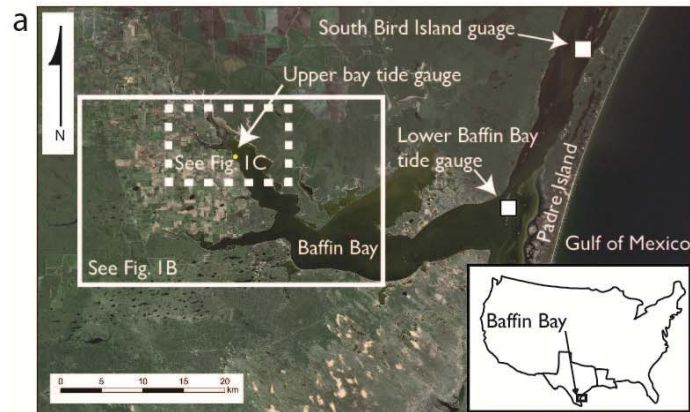 a
South Bird Island guage
Upper bay tide gauge
N
See Fig. 1C
Lower Baffin Bay
tide gauge
Padre Island
Baffin Bay
Gulf of Mexico
See Fig. 1B
Baffin Bay
0 5 10 15 20
km